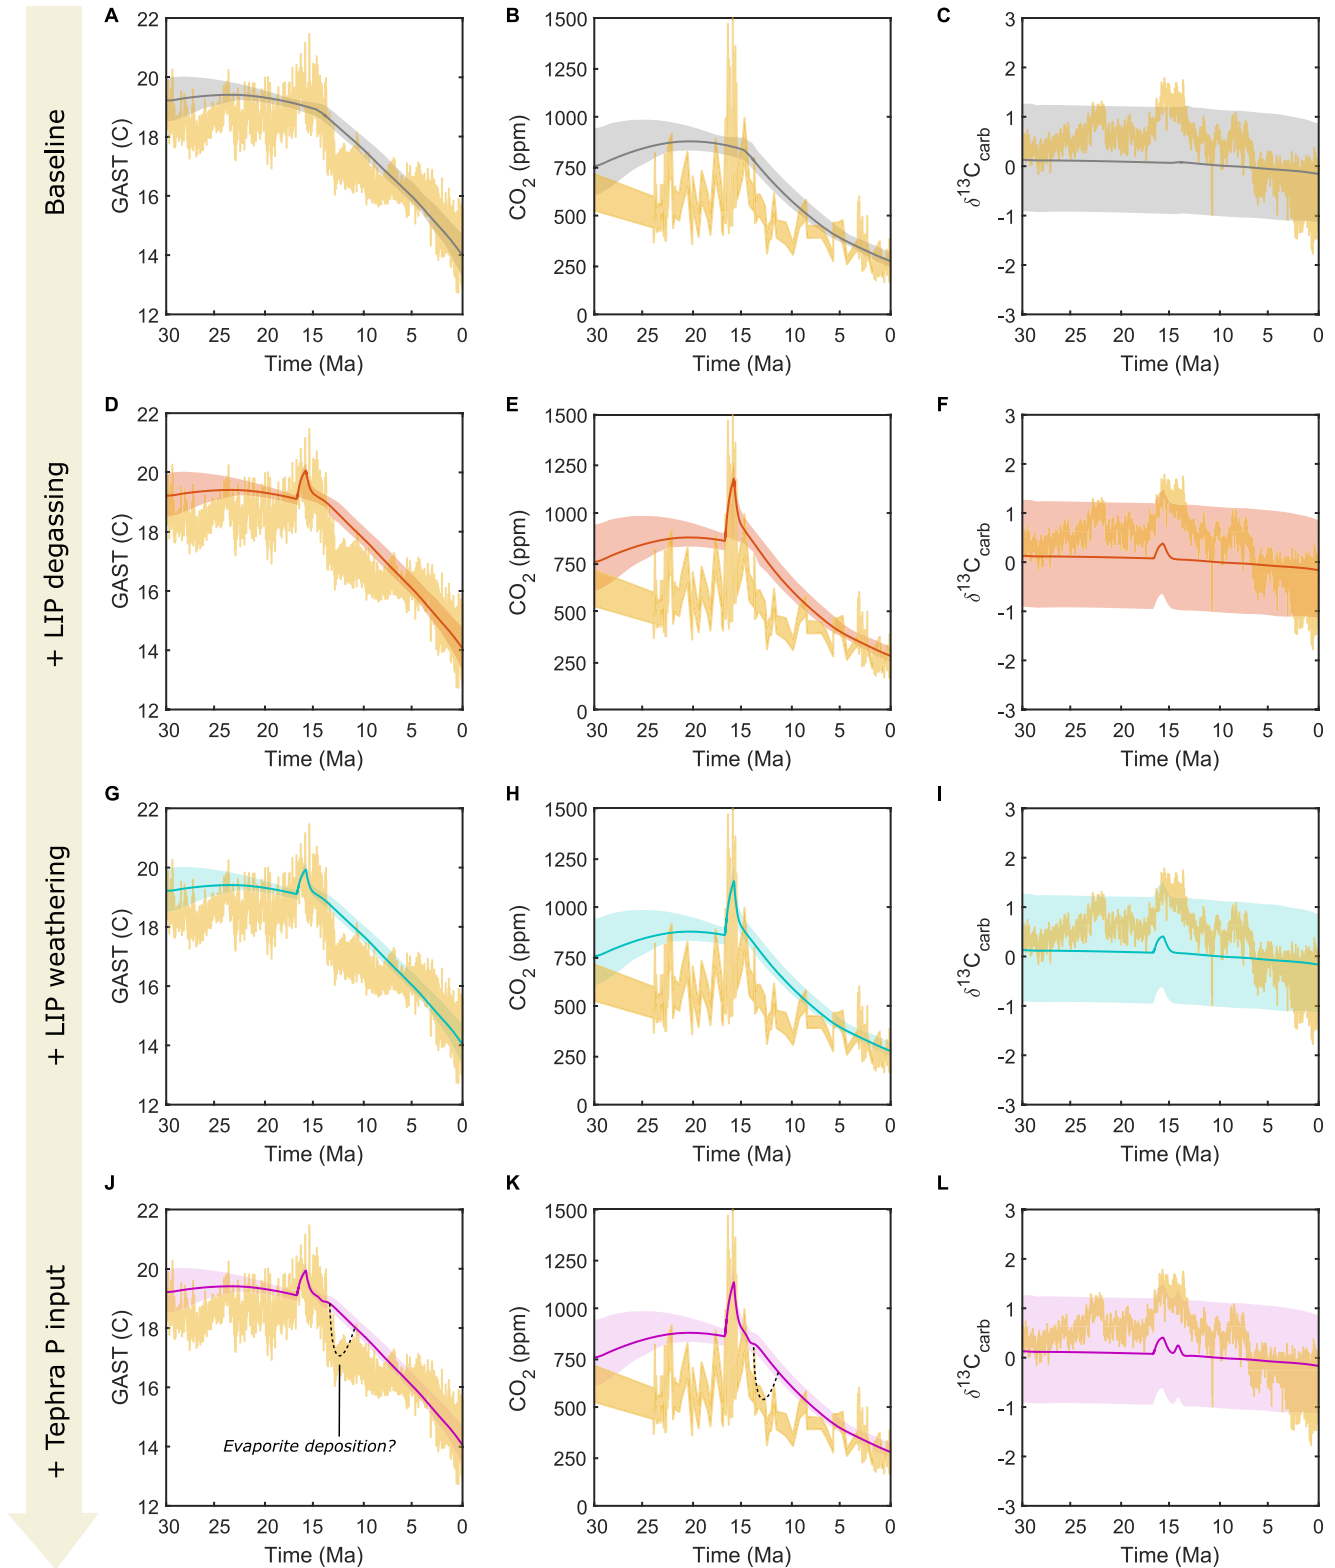 Baseline
A
22
20
18
16
14
12
GAST (C)
30 25 20 15 10 5 0
Time (Ma)
B
1500
1250
1000
750
500
250
0
CO2 (ppm)
30 25 20 15 10 5 0
Time (Ma)
C
3
2
1
0
-1
-2
-3
δ13Ccarb
30 25 20 15 10 5 0
Time (Ma)
+ LIP degassing
D
22
20
18
16
14
12
GAST (C)
30 25 20 15 10 5 0
Time (Ma)
E
1500
1250
1000
750
500
250
0
CO2 (ppm)
30 25 20 15 10 5 0
Time (Ma)
F
3
2
1
0
-1
-2
-3
δ13Ccarb
30 25 20 15 10 5 0
Time (Ma)
+ LIP weathering
G
22
20
18
16
14
12
GAST (C)
30 25 20 15 10 5 0
Time (Ma)
H
1500
1250
1000
750
500
250
0
CO2 (ppm)
30 25 20 15 10 5 0
Time (Ma)
I
3
2
1
0
-1
-2
-3
δ13Ccarb
30 25 20 15 10 5 0
Time (Ma)
+ Tephra P input
J
22
20
18
16
14
12
GAST (C)
Evaporite deposition?
30 25 20 15 10 5 0
Time (Ma)
K
1500
1250
1000
750
500
250
0
CO2 (ppm)
30 25 20 15 10 5 0
Time (Ma)
L
3
2
1
0
-1
-2
-3
δ13Ccarb
30 25 20 15 10 5 0
Time (Ma)